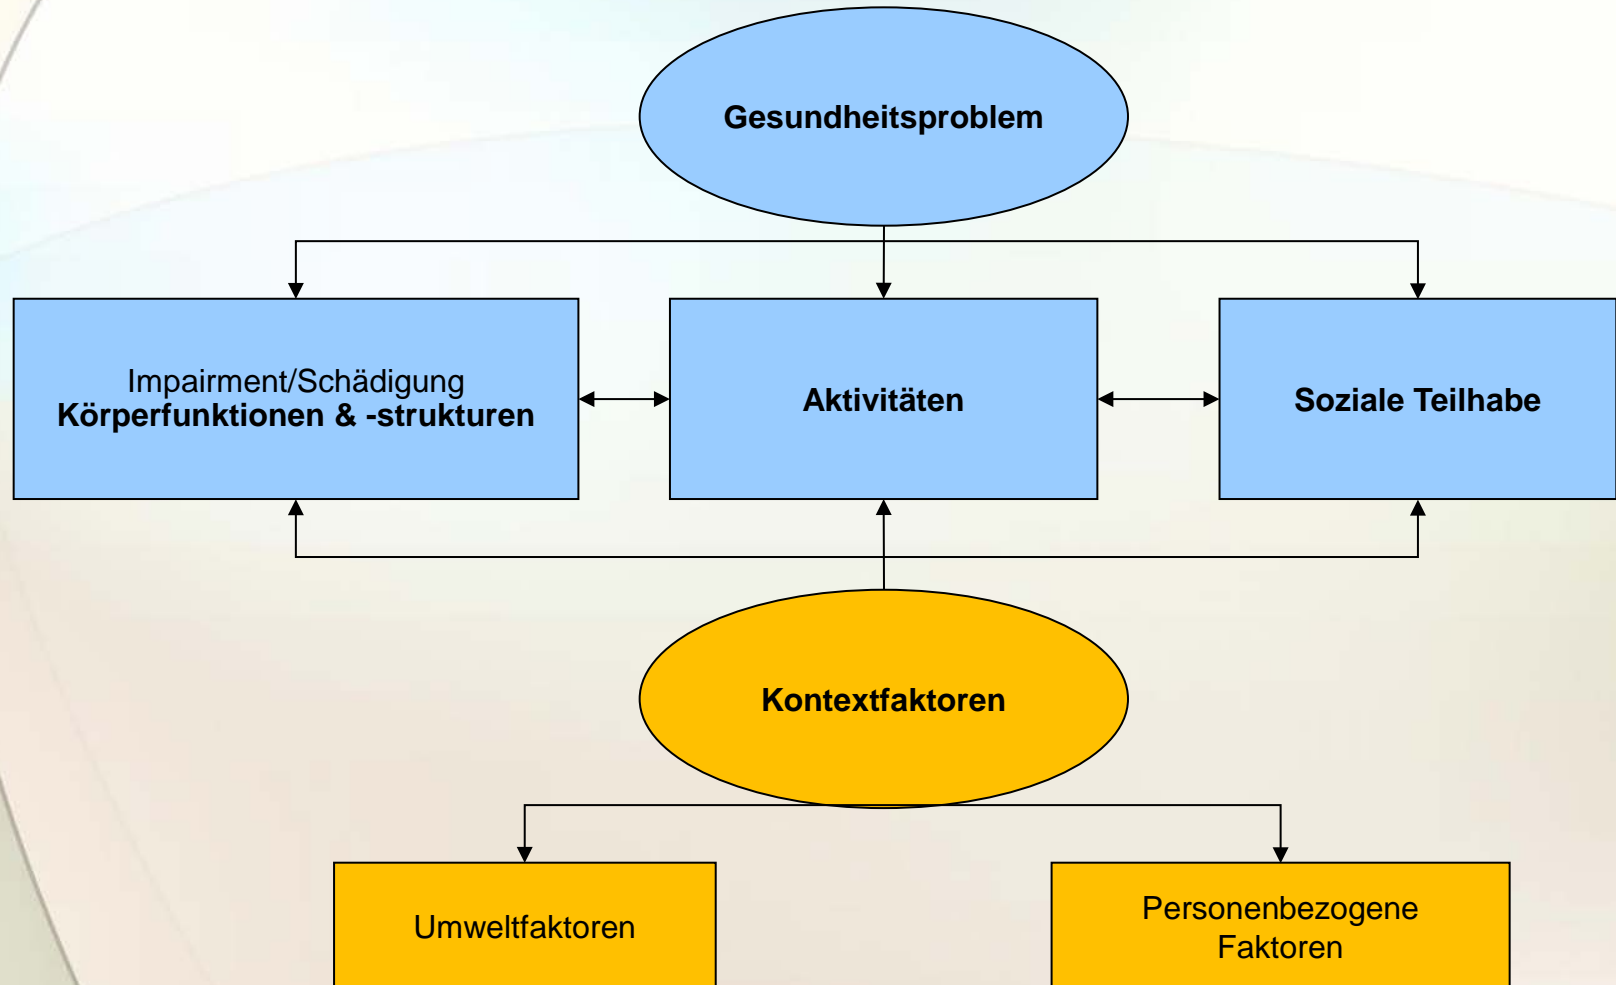 Gesundheitsproblem
Impairment/Schädigung
Körperfunktionen & -strukturen
Aktivitäten
Soziale Teilhabe
Kontextfaktoren
Umweltfaktoren
Personenbezogene
Faktoren